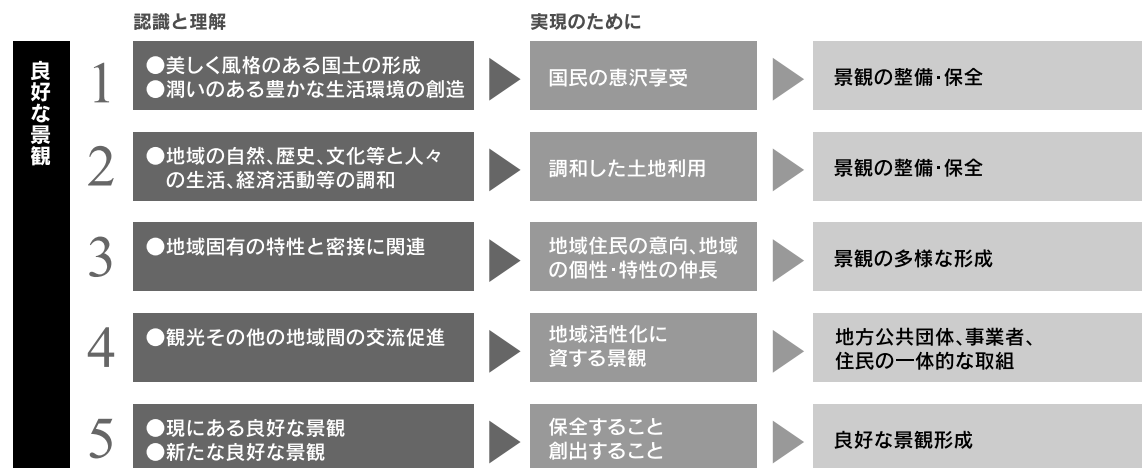 認識と理解
実現のために
良好な景観
1
●美しく風格のある国土の形成
●潤いのある豊かな生活環境の創造
国民の恵沢享受
景観の整備・保全
2
●地域の自然、歴史、文化等と人々
の生活、経済活動等の調和
調和した土地利用
景観の整備・保全
3
●地域固有の特性と密接に関連
地域住民の意向、地域
の個性・特性の伸長
景観の多様な形成
4
●観光その他の地域間の交流促進
地域活性化に
資する景観
地方公共団体、事業者、
住民の一体的な取組
5
●現にある良好な景観
●新たな良好な景観
保全すること
創出すること
良好な景観形成